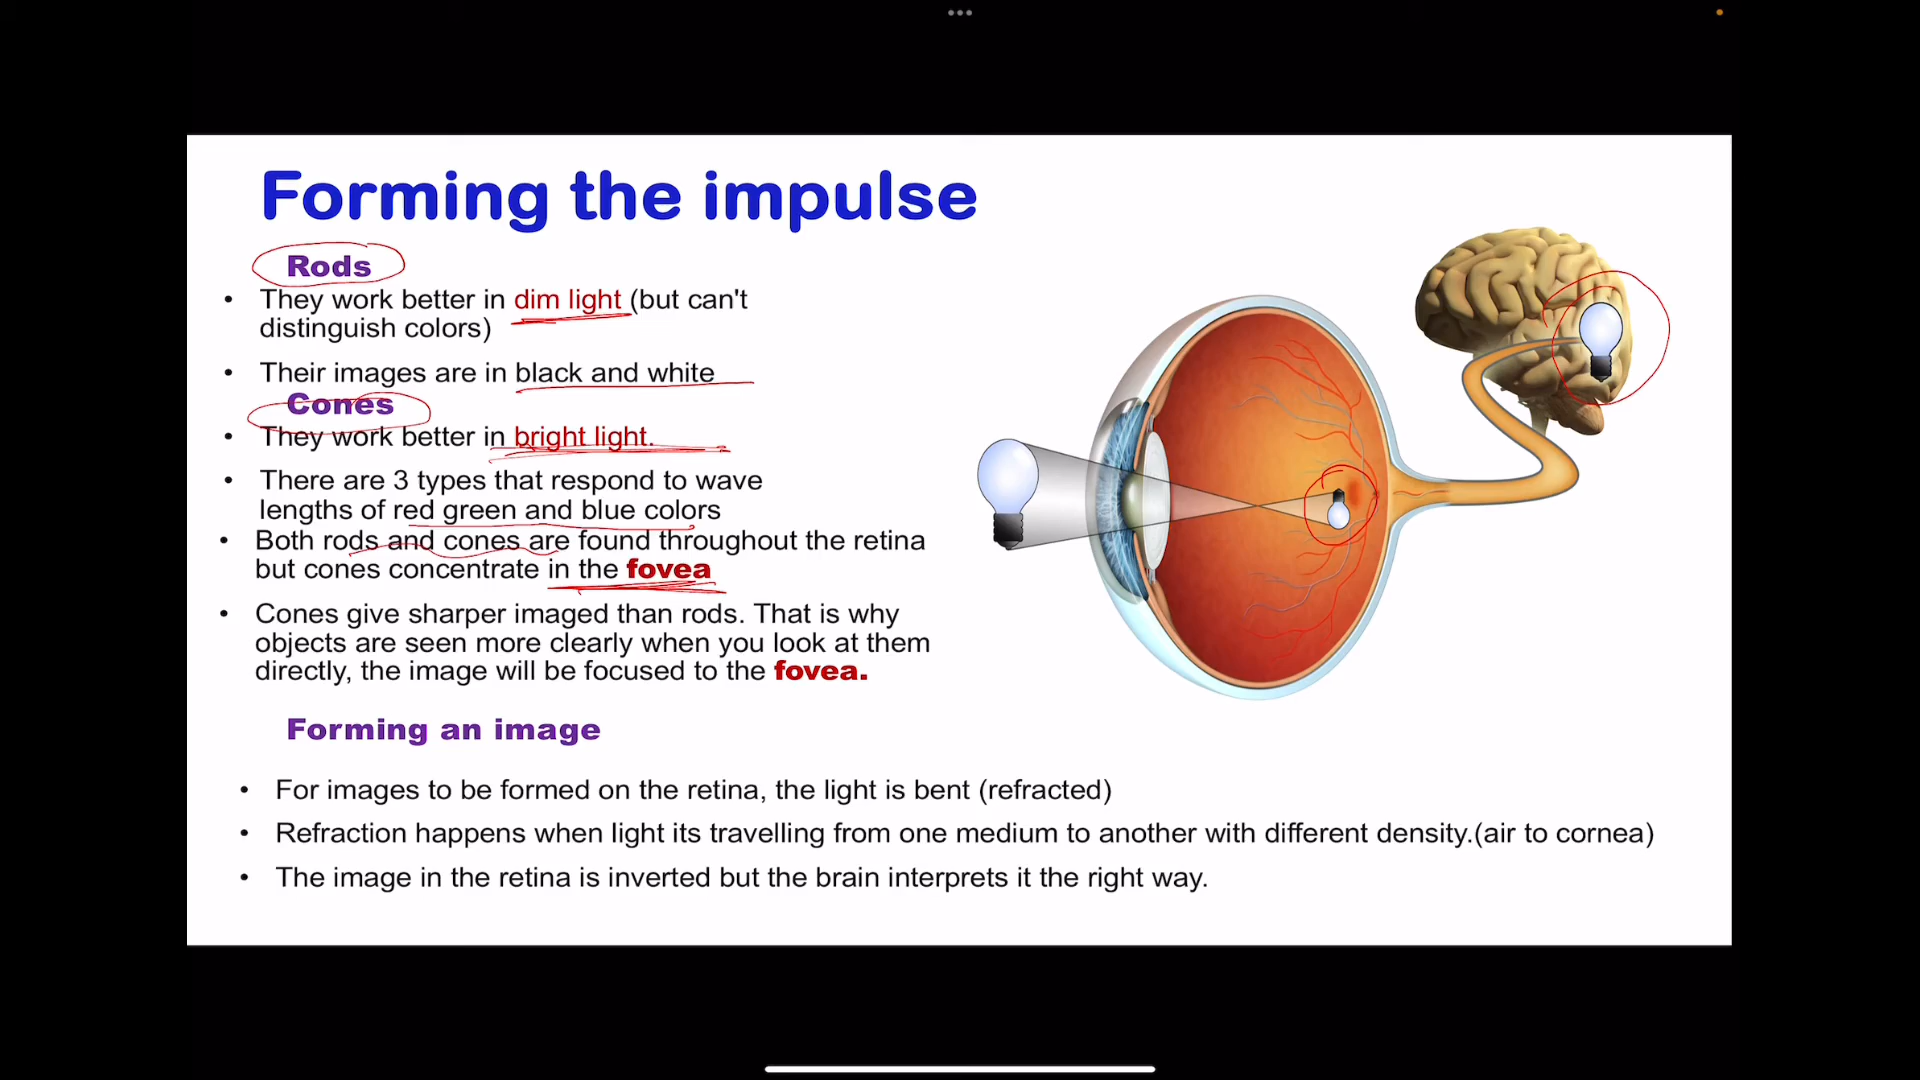 Forming the impulse
Rods
• They work better in dim light (but can't
distinguish colors)
• Their images are in black and white
Cones
• They work better in bright light.
• There are 3 types that respond to wave
lengths of red green and blue colors
• Both rods and cones are found throughout the retina
but cones concentrate in the fovea
• Cones give sharper imaged than rods. That is why
objects are seen more clearly when you look at them
directly, the image will be focused to the fovea.
Forming an image
• For images to be formed on the retina, the light is bent (refracted)
• Refraction happens when light its travelling from one medium to another with different density.(air to cornea)
• The image in the retina is inverted but the brain interprets it the right way.